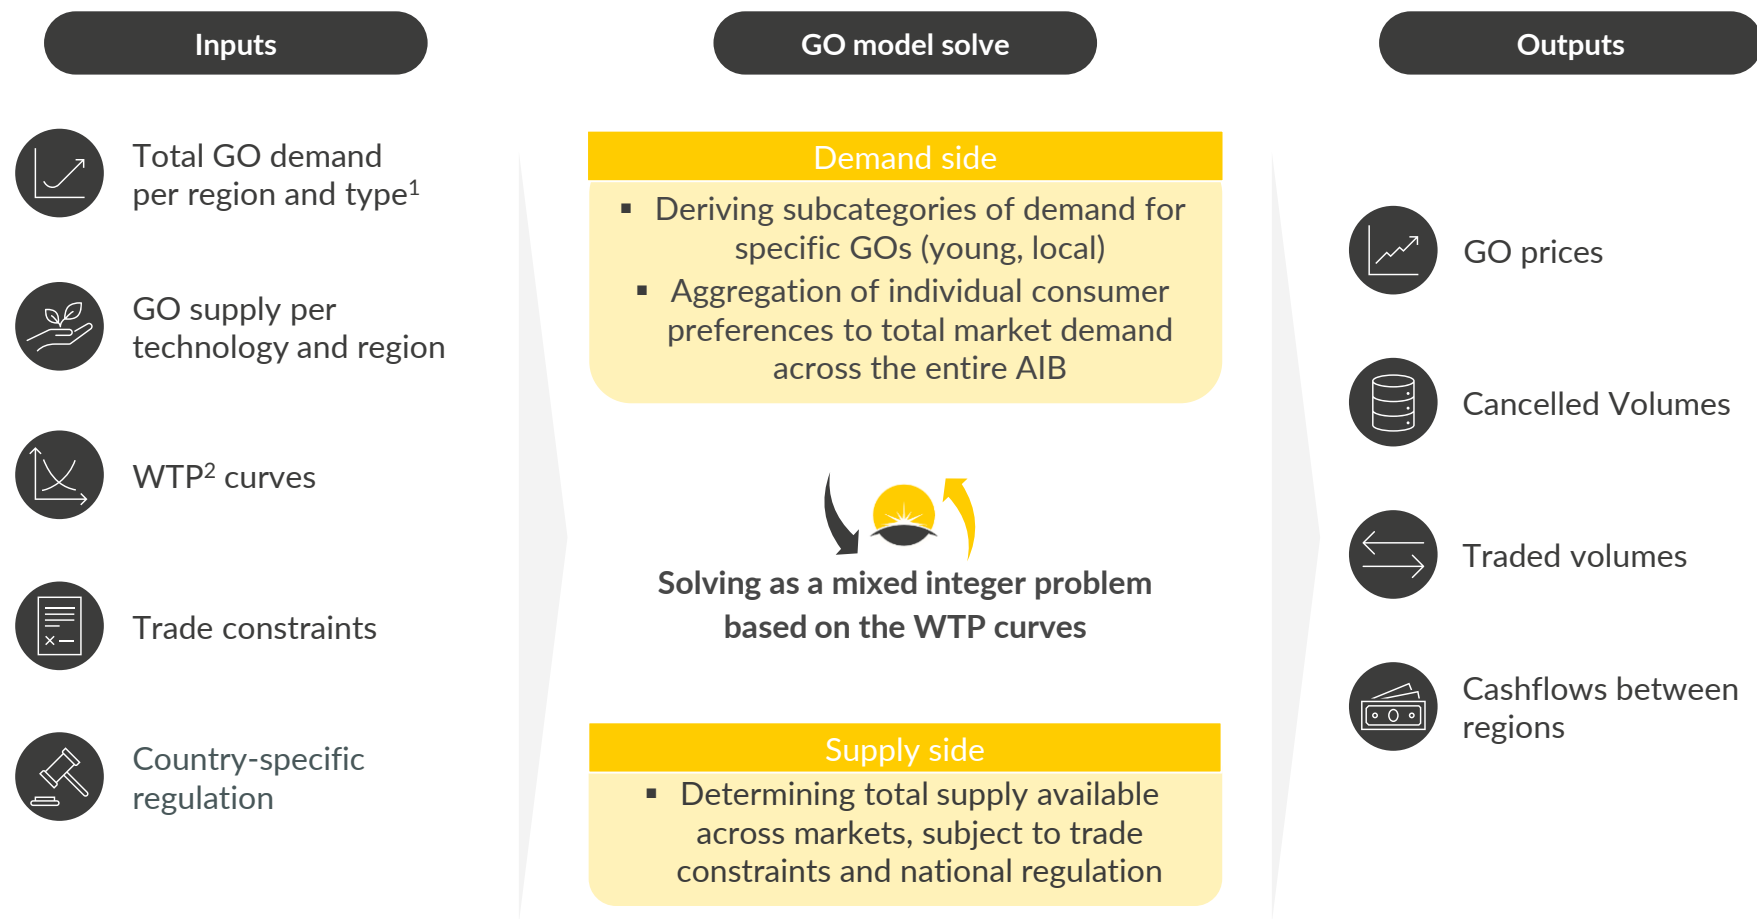 Inputs
Total GO demand
per region and type¹
GO supply per
technology and region
WTP² curves
Trade constraints
Country-specific
regulation
GO model solve
Demand side
▪ Deriving subcategories of demand for
specific GOs (young, local)
▪ Aggregation of individual consumer
preferences to total market demand
across the entire AIB
Solving as a mixed integer problem
based on the WTP curves
Supply side
▪ Determining total supply available
across markets, subject to trade
constraints and national regulation
Outputs
GO prices
Cancelled Volumes
Traded volumes
Cashflows between
regions